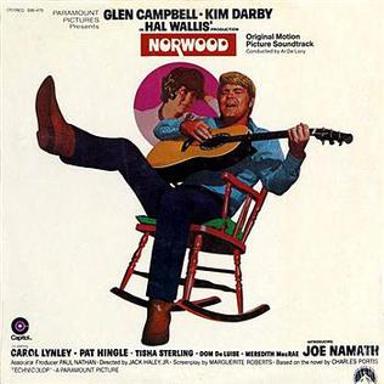 STEREO SW-475
PARAMOUNT PICTURES Presents
GLEN CAMPBELL · KIM DARBY
IN HAL WALLIS' PRODUCTION
NORWOOD
Original Motion Picture Soundtrack
Conducted by Al De Lory
Capitol
CAROL LYNLEY · PAT HINGLE · TISHA STERLING · DOM DeLUISE · MEREDITH MacRAE
INTRODUCING JOE NAMATH
Associate Producer PAUL NATHAN · Directed by JACK HALEY, JR. · Screenplay by MARGUERITE ROBERTS · Based on the novel by CHARLES PORTIS
TECHNICOLOR® · A PARAMOUNT PICTURE